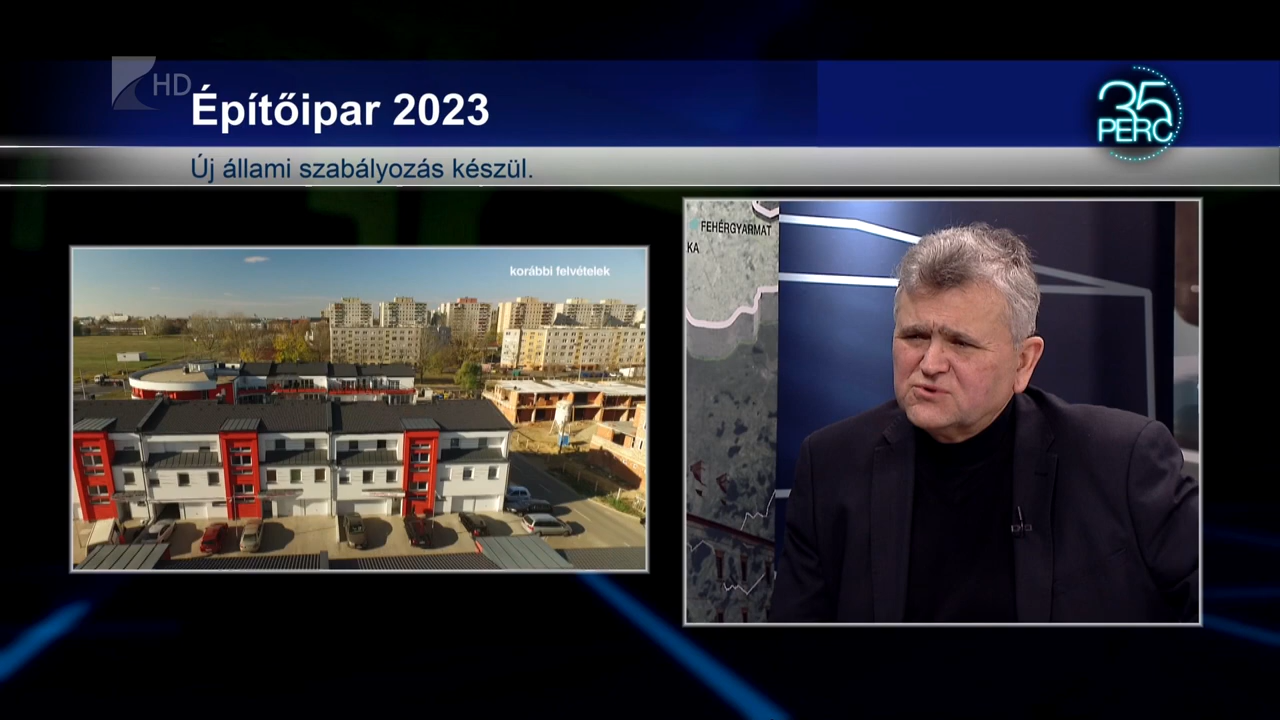 HD
Építőipar 2023
35
PERC
Új állami szabályozás készül.
korábbi felvételek
FEHÉRGYARMAT
KA